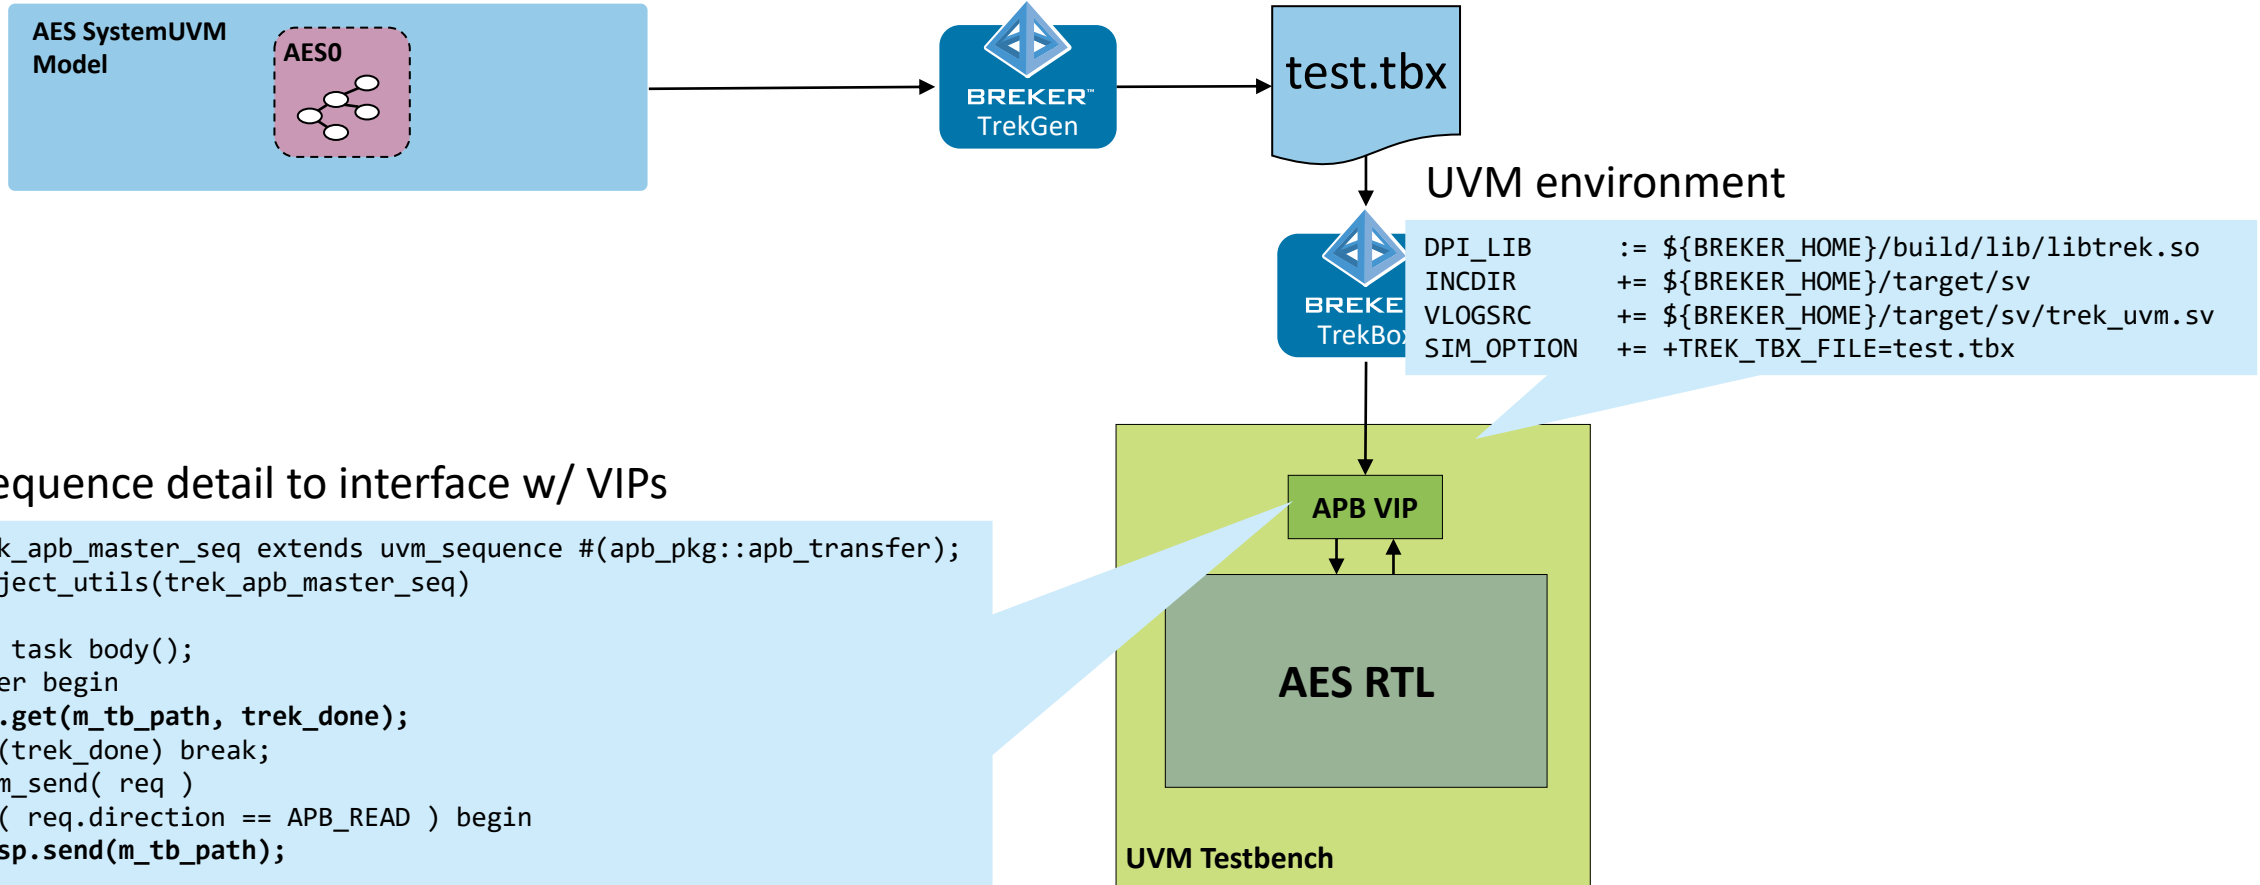 AES SystemUVM
Model
AES0
BREKER™
TrekGen
test.tbx
UVM environment
BREKE
TrekBox
DPI_LIB := ${BREKER_HOME}/build/lib/libtrek.so
INCDIR += ${BREKER_HOME}/target/sv
VLOGSRC += ${BREKER_HOME}/target/sv/trek_uvm.sv
SIM_OPTION += +TREK_TBX_FILE=test.tbx
equence detail to interface w/ VIPs
k_apb_master_seq extends uvm_sequence #(apb_pkg::apb_transfer);
ject_utils(trek_apb_master_seq)
task body();
er begin
.get(m_tb_path, trek_done);
(trek_done) break;
m_send( req )
( req.direction == APB_READ ) begin
sp.send(m_tb_path);
APB VIP
AES RTL
UVM Testbench